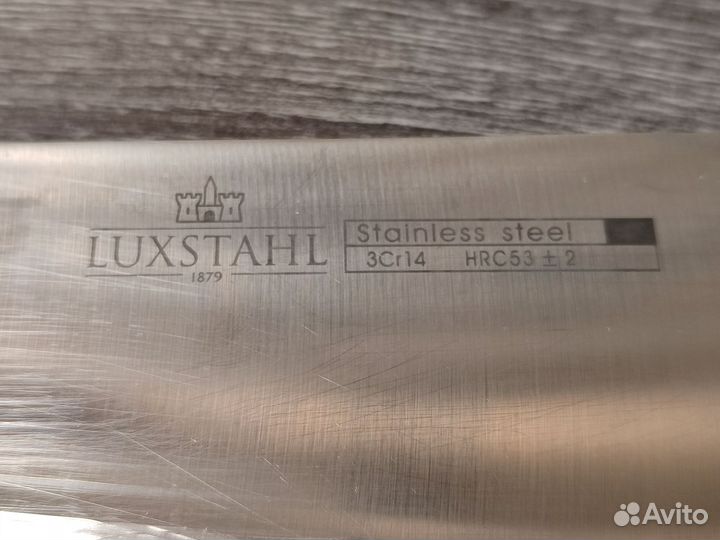 LUXSTAHL
1879
Stainless steel
3Cr14 HRC53 ± 2
Avito